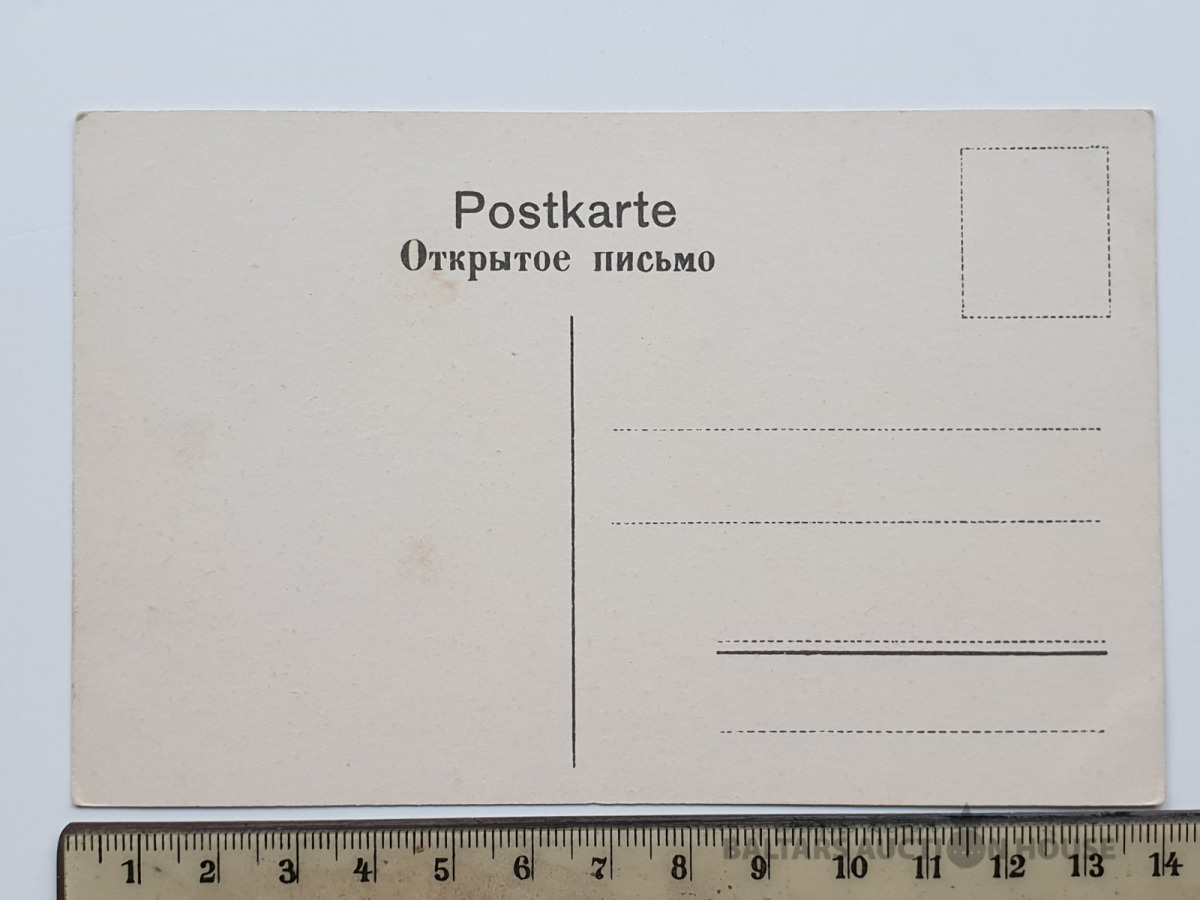 Postkarte
Открытое письмо
1 2 3 4 5 6 7 8 9 10 11 12 13 14
BALTARS AUCTION HOUSE